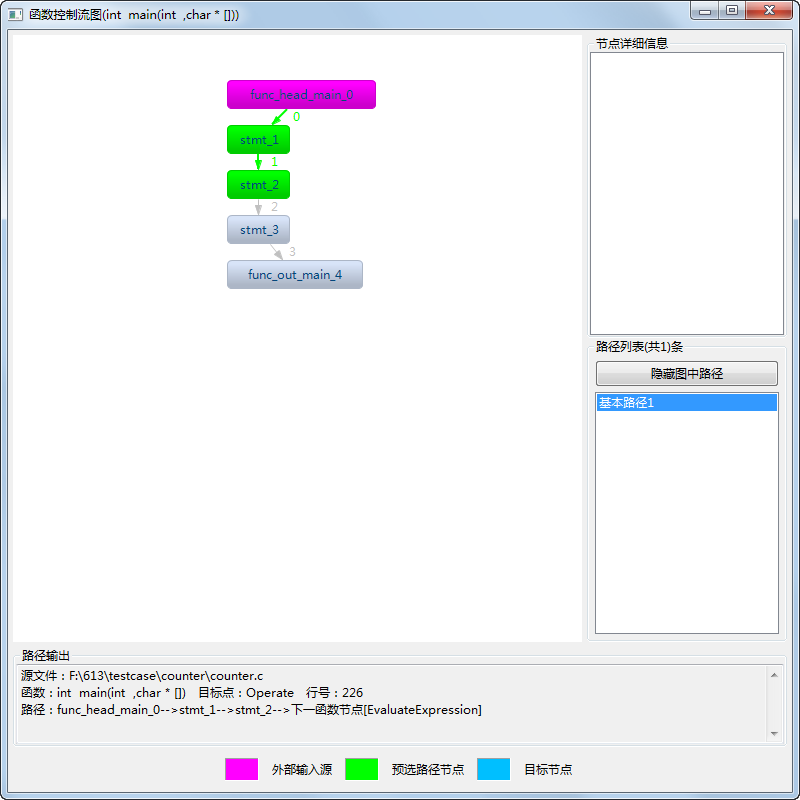 函数控制流图(int  main(int  ,char * []))
节点详细信息
func_head_main_0
0
stmt_1
1
stmt_2
2
stmt_3
3
func_out_main_4
路径列表(共1)条
隐藏图中路径
基本路径1
路径输出
源文件：F:\613\testcase\counter\counter.c
函数：int  main(int  ,char * [])   目标点：Operate   行号：226
路径：func_head_main_0-->stmt_1-->stmt_2-->下一函数节点[EvaluateExpression]
外部输入源
预选路径节点
目标节点